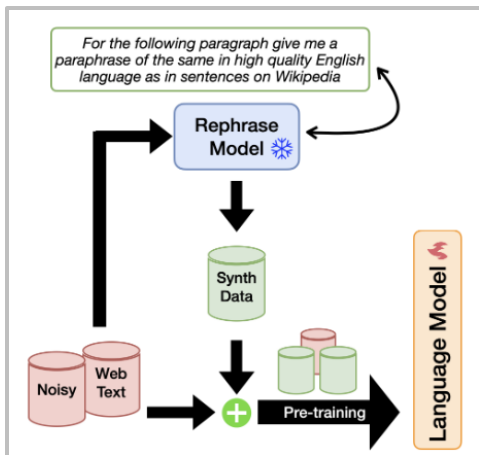 For the following paragraph give me a
paraphrase of the same in high quality English
language as in sentences on Wikipedia
Rephrase
Model
Synth
Data
Noisy
Web
Text
Pre-training
Language Model